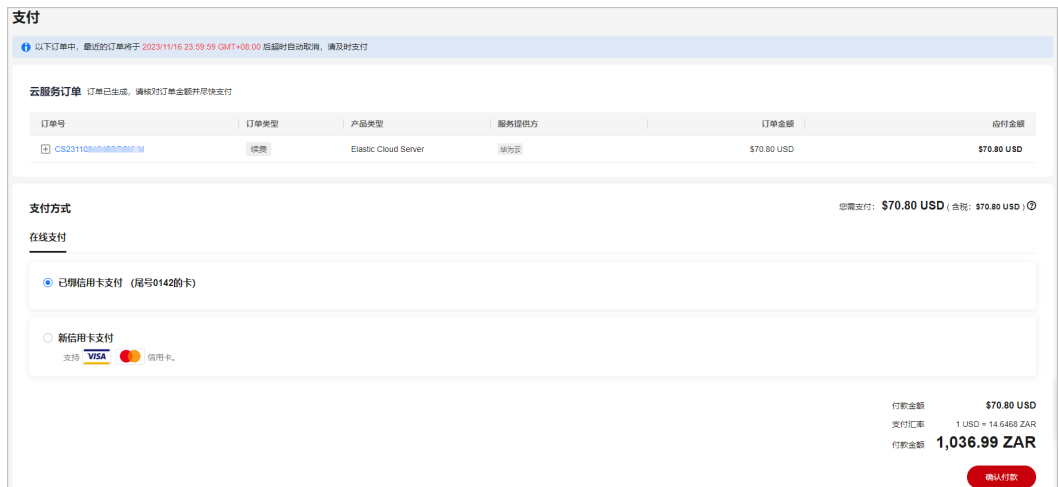 支付
以下订单中，最近的订单将于 2023/11/16 23:59:59 GMT+08:00 后超时自动取消，请及时支付
云服务订单 订单已生成，请核对订单金额并尽快支付
订单号 订单类型 产品类型 服务提供方 订单金额 应付金额
续费 Elastic Cloud Server 华为云 $70.80 USD $70.80 USD
支付方式 您需支付： $70.80 USD ( 含税：$70.80 USD )
在线支付
已绑信用卡支付 （尾号0142的卡）
新信用卡支付
支持 VISA 信用卡。
付款金额 $70.80 USD
支付汇率 1 USD = 14.6468 ZAR
付款金额 1,036.99 ZAR
确认付款